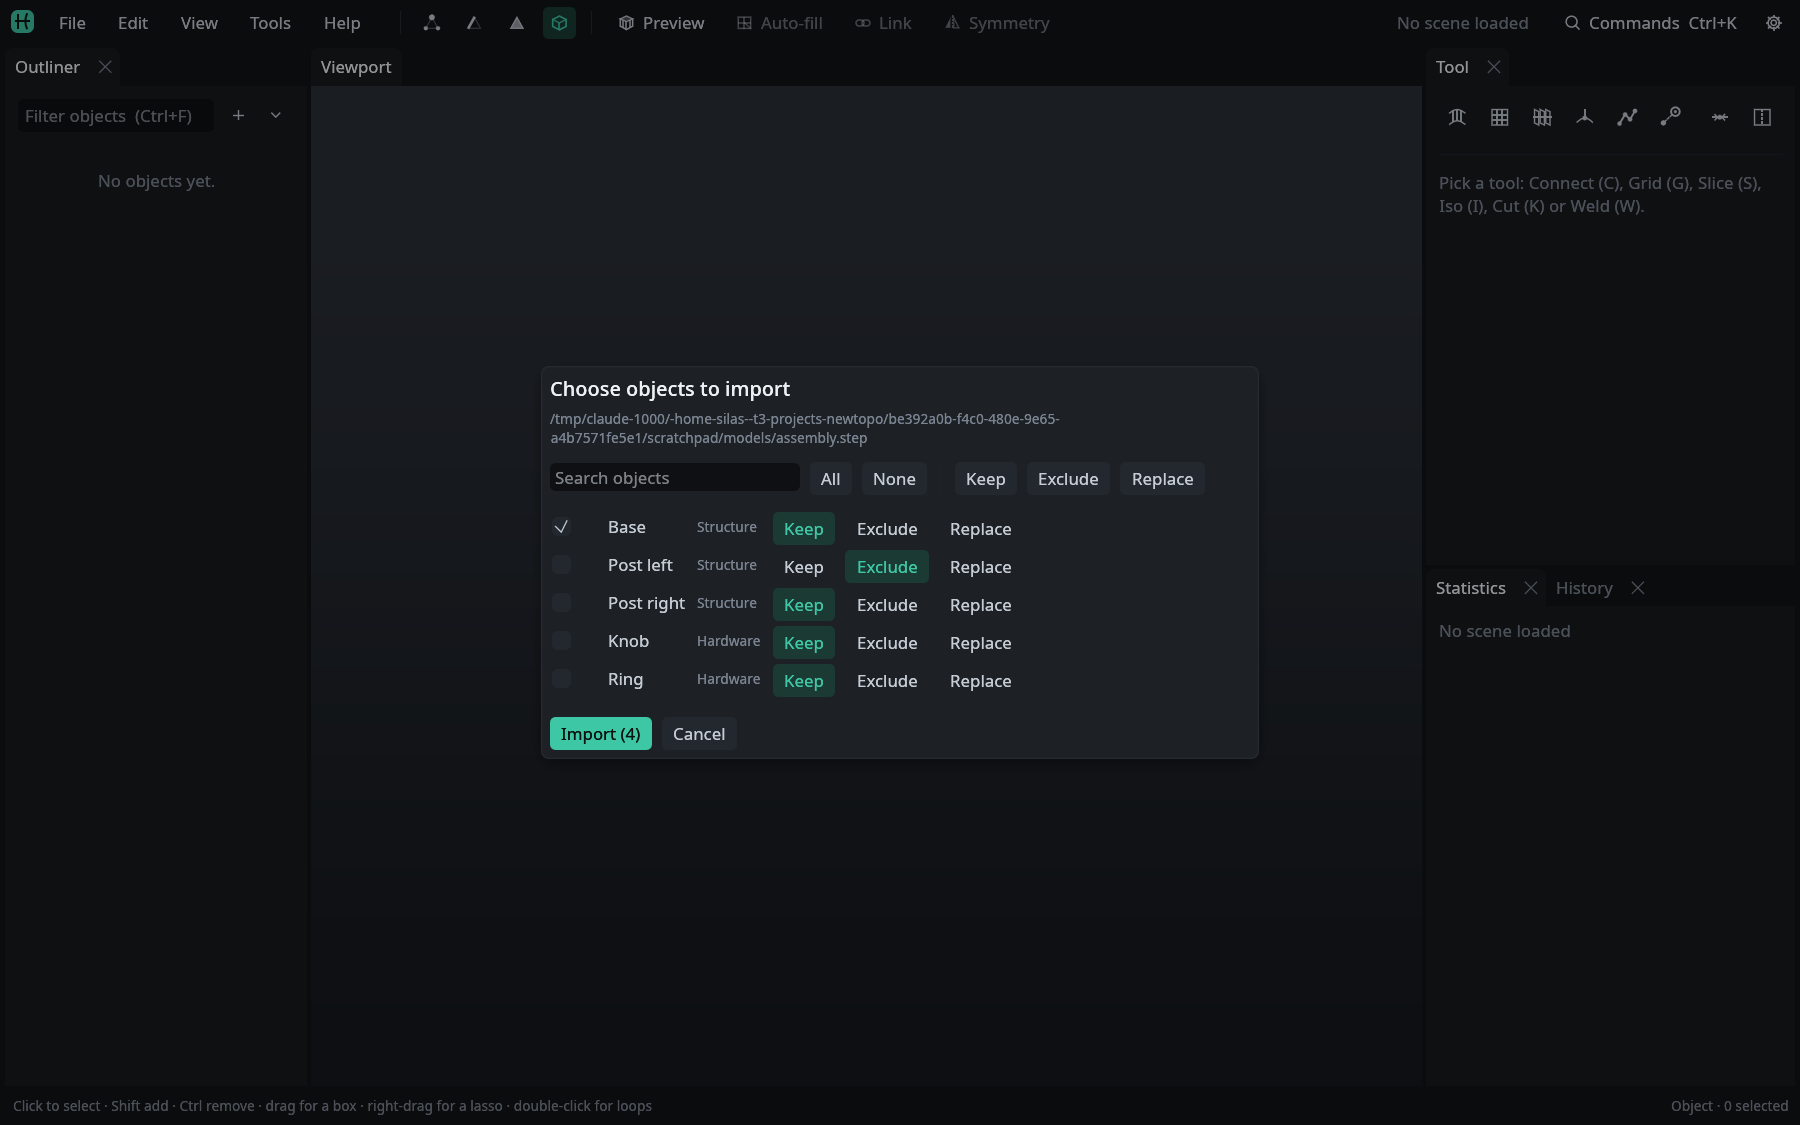 File Edit View Tools Help Preview Auto-fill Link Symmetry No scene loaded Commands Ctrl+K
Outliner
Viewport
Tool
Filter objects (Ctrl+F)
No objects yet.
Pick a tool: Connect (C), Grid (G), Slice (S),
Iso (I), Cut (K) or Weld (W).
Choose objects to import
/tmp/claude-1000/-home-silas--t3-projects-newtopo/be392a0b-f4c0-480e-9e65-
a4b7571fe5e1/scratchpad/models/assembly.step
Search objects All None Keep Exclude Replace
Base Structure Keep Exclude Replace
Post left Structure Keep Exclude Replace
Post right Structure Keep Exclude Replace
Knob Hardware Keep Exclude Replace
Ring Hardware Keep Exclude Replace
Import (4) Cancel
Statistics History
No scene loaded
Click to select · Shift add · Ctrl remove · drag for a box · right-drag for a lasso · double-click for loops
Object · 0 selected